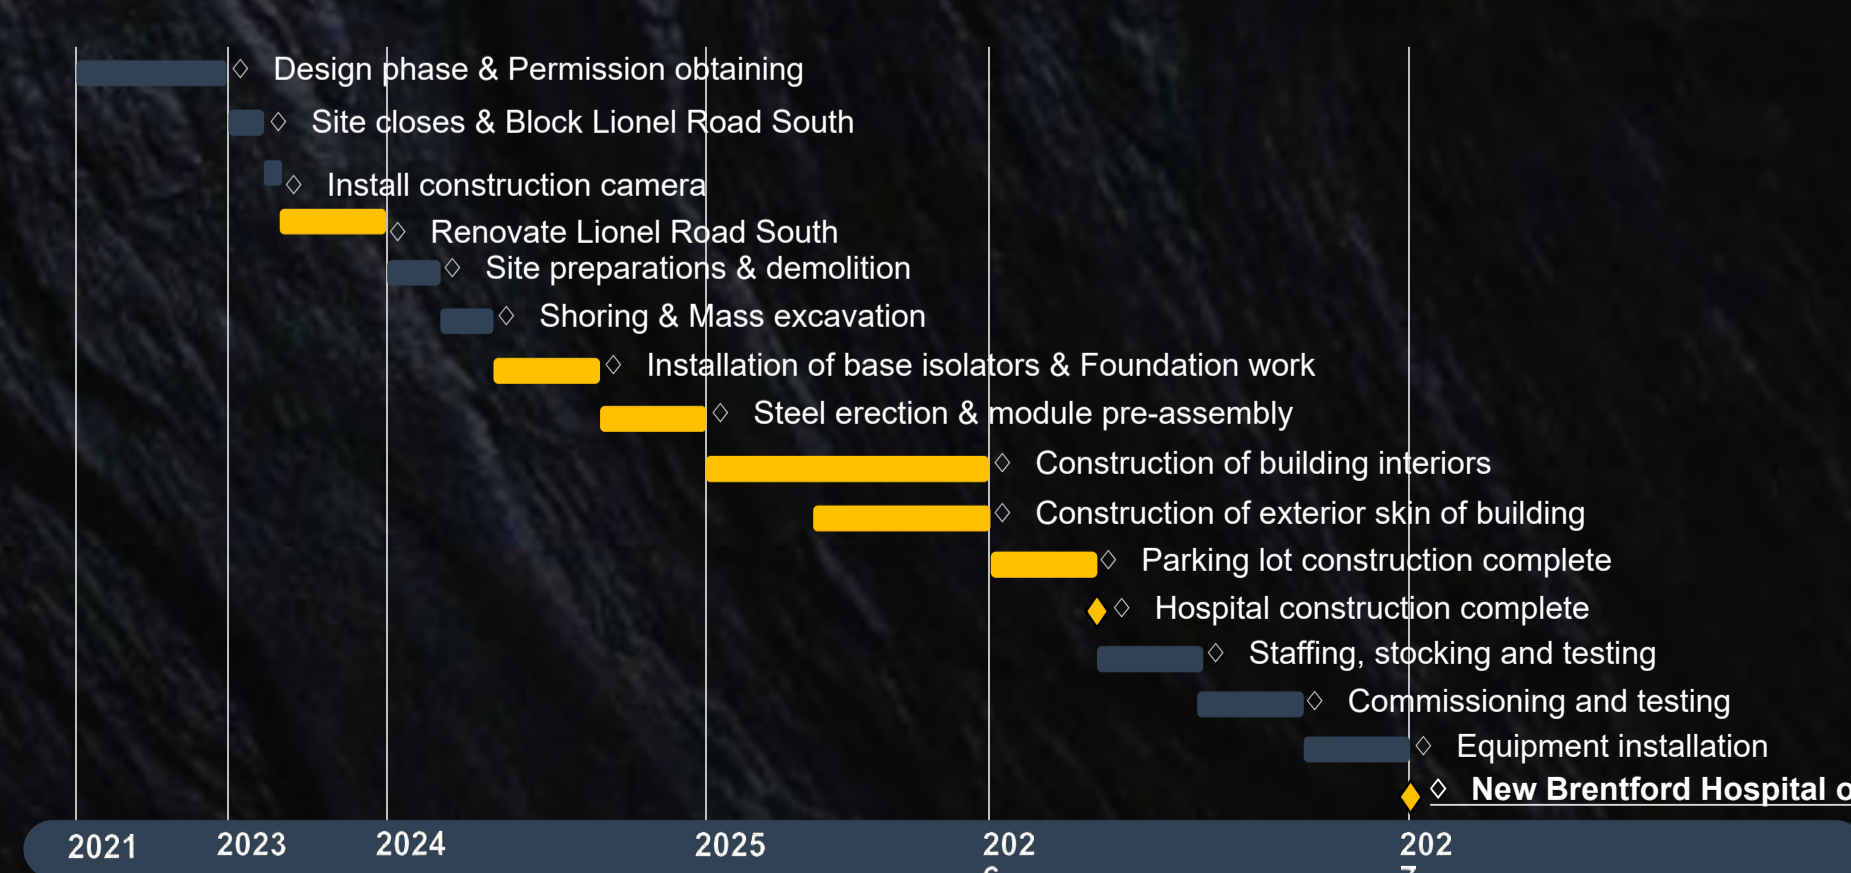 Design phase & Permission obtaining
Site closes & Block Lionel Road South
Install construction camera
Renovate Lionel Road South
Site preparations & demolition
Shoring & Mass excavation
Installation of base isolators & Foundation work
Steel erection & module pre-assembly
Construction of building interiors
Construction of exterior skin of building
Parking lot construction complete
Hospital construction complete
Staffing, stocking and testing
Commissioning and testing
Equipment installation
New Brentford Hospital
2021 2023 2024 2025 202 202